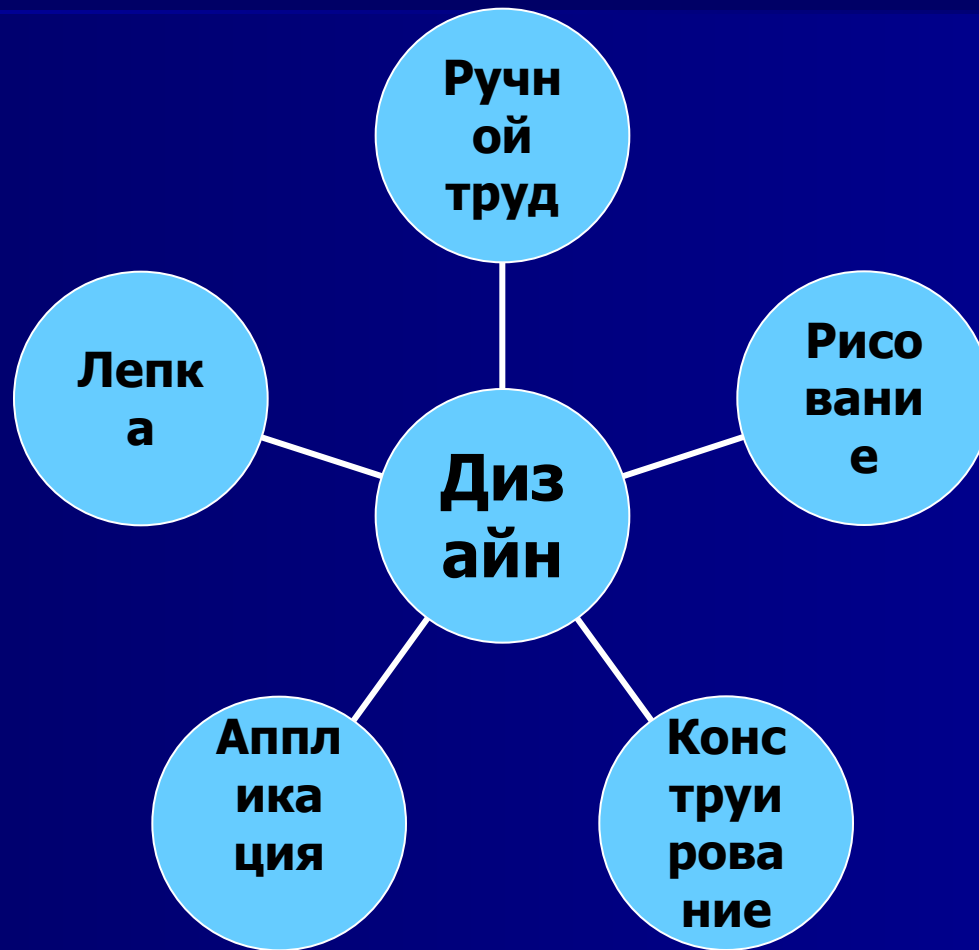 Ручн
ой
труд
Рисо
вани
е
Лепк
а
Диз
айн
Аппл
ика
ция
Конс
труи
рова
ние